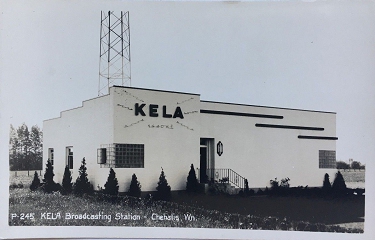 KELA
P-245 KELA Broadcasting Station - Chehalis, Wn.